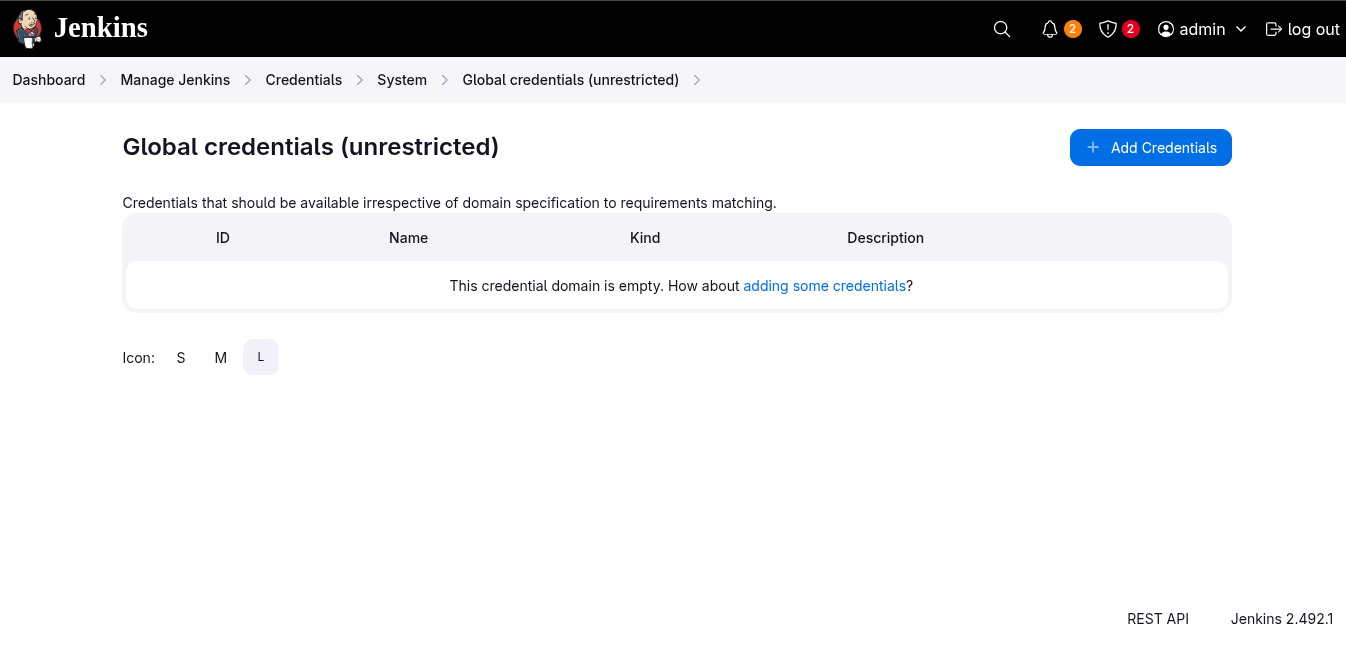 Jenkins 2 2 admin log out
Dashboard Manage Jenkins Credentials System Global credentials (unrestricted)
Global credentials (unrestricted) Add Credentials
Credentials that should be available irrespective of domain specification to requirements matching.
ID Name Kind Description
This credential domain is empty. How about adding some credentials?
Icon: S M L
REST API Jenkins 2.492.1